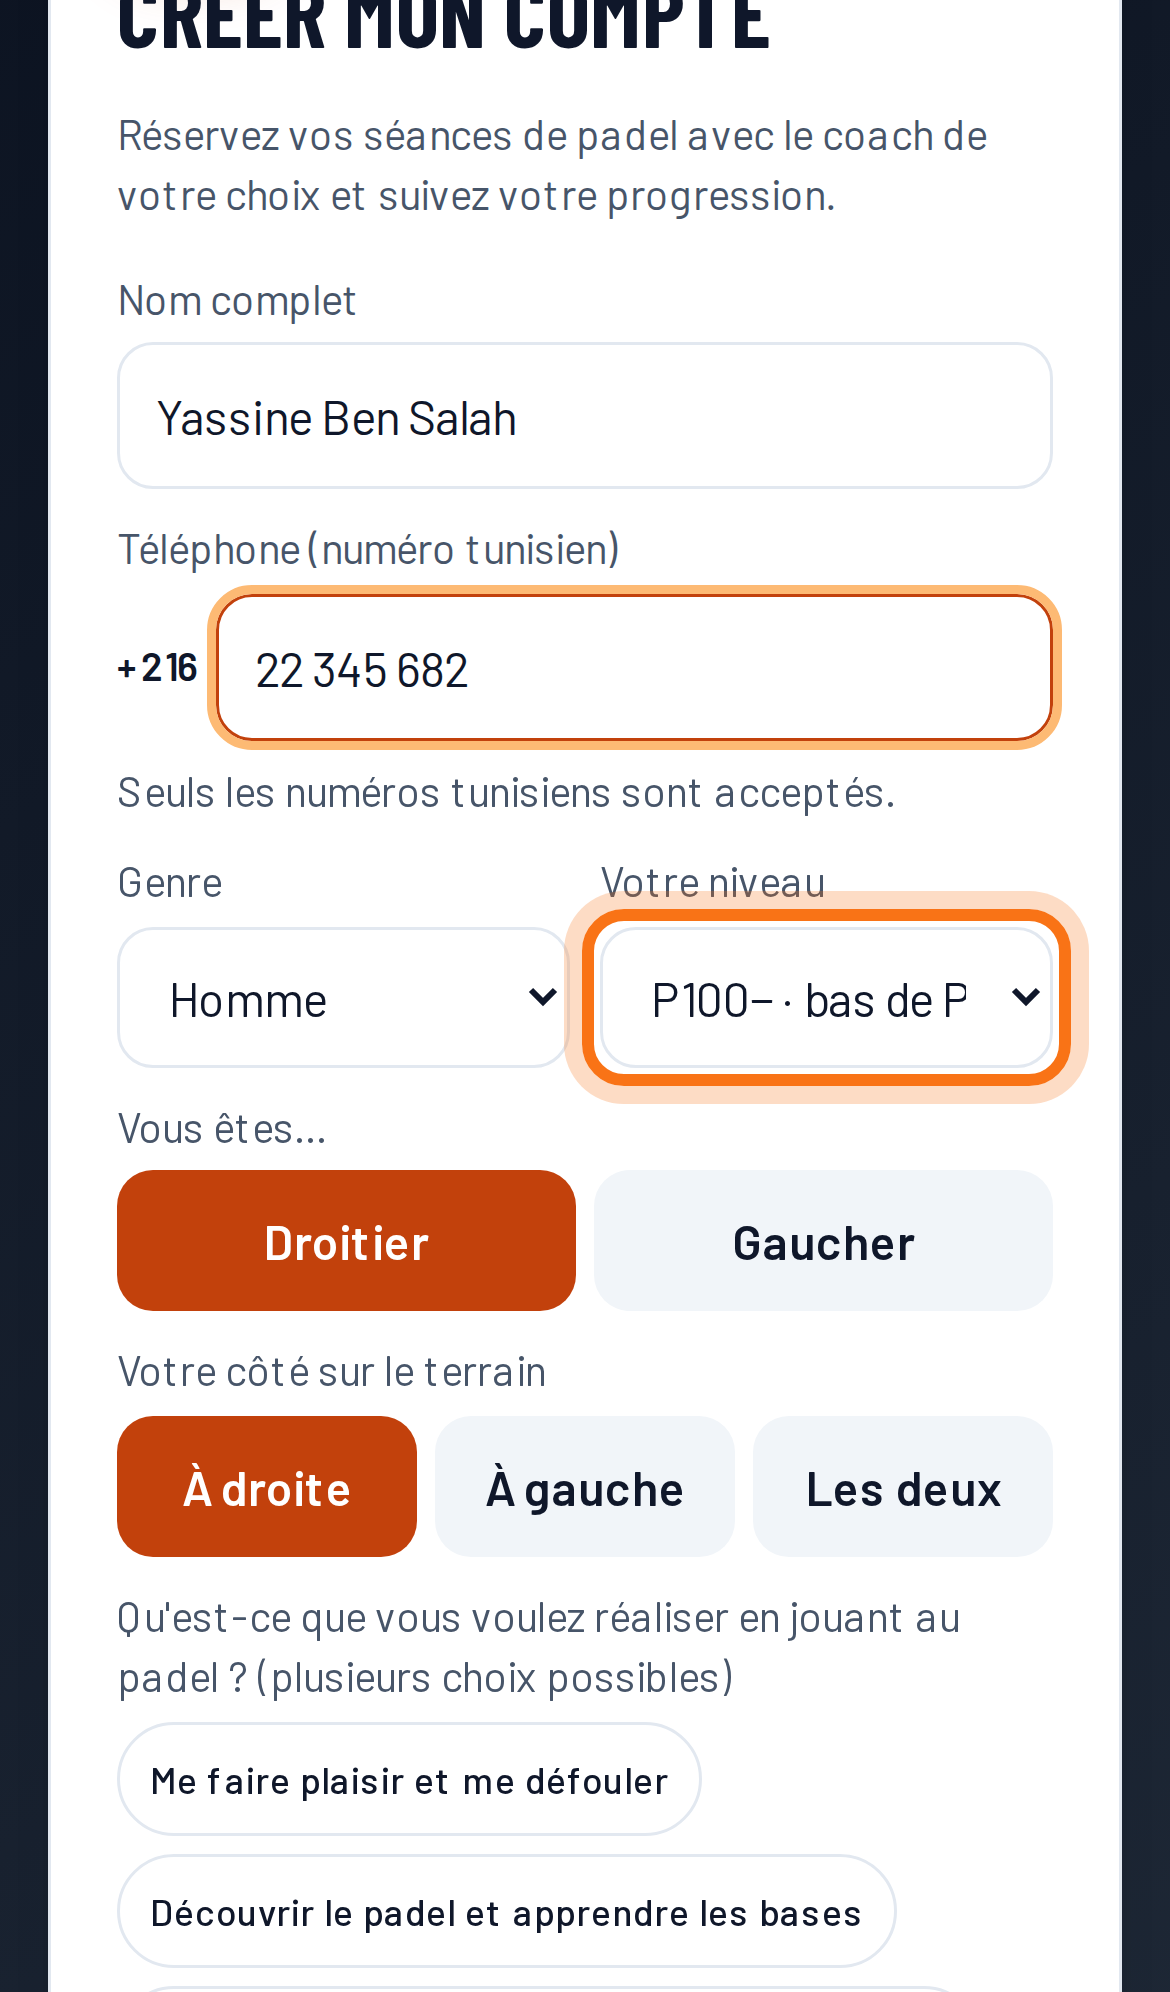 CRÉER MON COMPTE
Réservez vos séances de padel avec le coach de
votre choix et suivez votre progression.
Nom complet
Yassine Ben Salah
Téléphone (numéro tunisien)
+216 22 345 682
Seuls les numéros tunisiens sont acceptés.
Genre Votre niveau
Homme P100– · bas de P
Vous êtes...
Droitier Gaucher
Votre côté sur le terrain
À droite À gauche Les deux
Qu'est-ce que vous voulez réaliser en jouant au
padel ? (plusieurs choix possibles)
Me faire plaisir et me défouler
Découvrir le padel et apprendre les bases